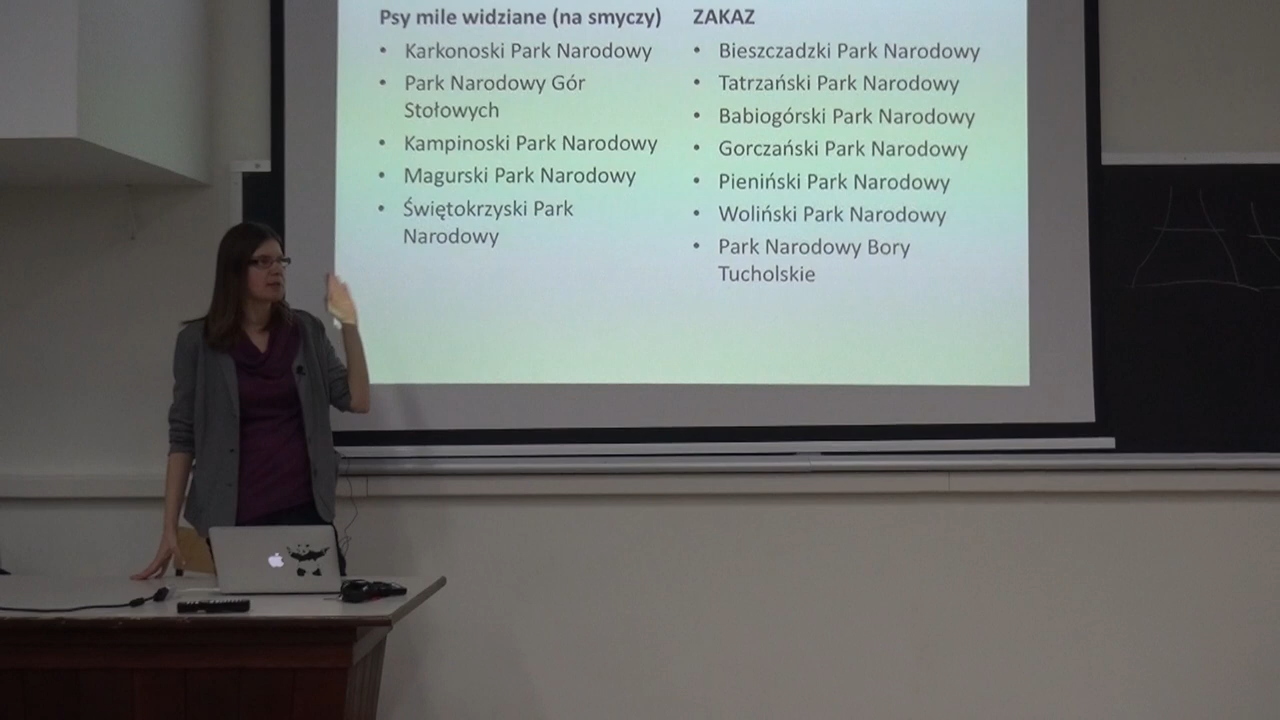 Psy mile widziane (na smyczy)
• Karkonoski Park Narodowy
• Park Narodowy Gór
Stołowych
• Kampinoski Park Narodowy
• Magurski Park Narodowy
• Świętokrzyski Park
Narodowy
ZAKAZ
• Bieszczadzki Park Narodowy
• Tatrzański Park Narodowy
• Babiogórski Park Narodowy
• Gorczański Park Narodowy
• Pieniński Park Narodowy
• Woliński Park Narodowy
• Park Narodowy Bory
Tucholskie